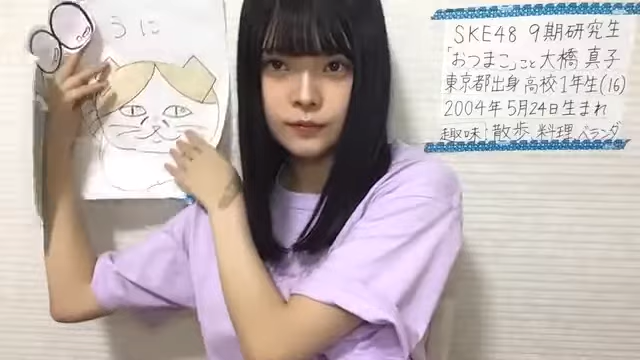 うに
SKE48 9期研究生
「おつまこ」こと大橋真子
東京都出身 高校1年生(16)
2004年5月24日生まれ
趣味:散歩 料理 ベランダ